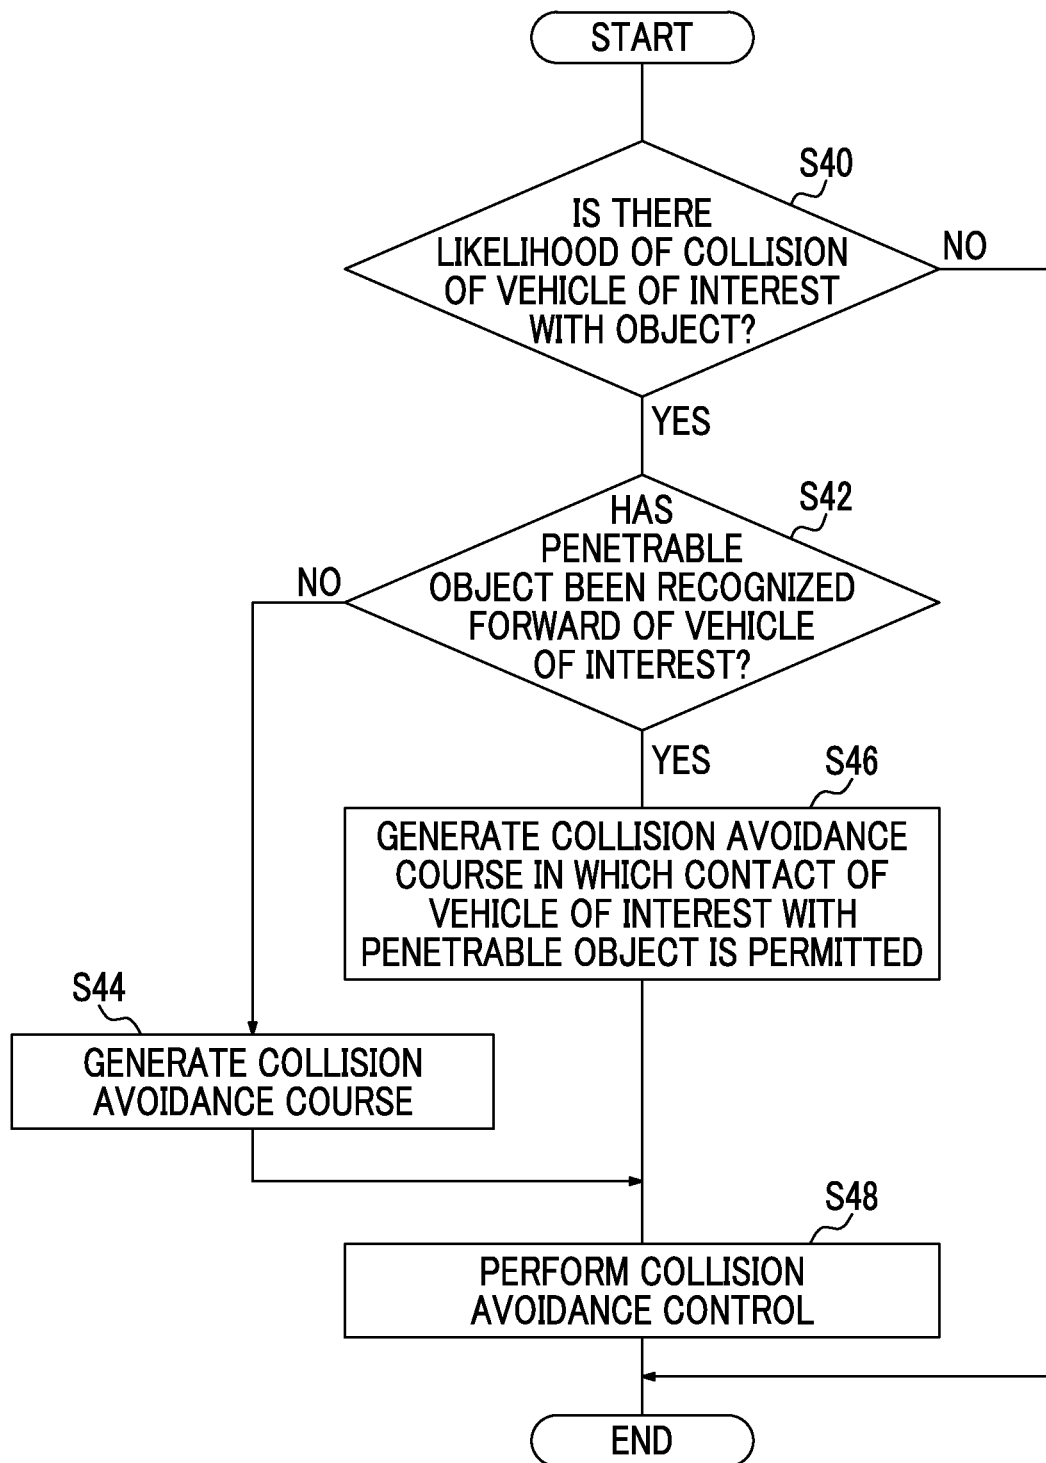 START
S40
IS THERE
LIKELIHOOD OF COLLISION
OF VEHICLE OF INTEREST
WITH OBJECT?
NO
YES
S42
HAS
PENETRABLE
OBJECT BEEN RECOGNIZED
FORWARD OF VEHICLE
OF INTEREST?
NO
YES
S46
GENERATE COLLISION AVOIDANCE
COURSE IN WHICH CONTACT OF
VEHICLE OF INTEREST WITH
PENETRABLE OBJECT IS PERMITTED
S44
GENERATE COLLISION
AVOIDANCE COURSE
S48
PERFORM COLLISION
AVOIDANCE CONTROL
END